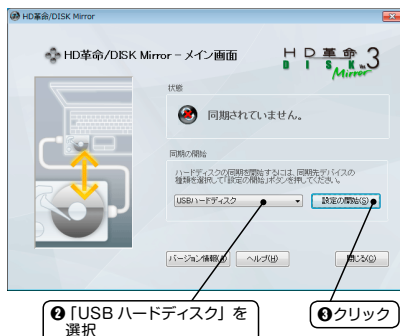 HD革命/DISK Mirror
HD革命/DISK Mirror - メイン画面
HD革命
DISK Mirror Ver.3
状態
同期されていません。
同期の開始
ハードディスクの同期を開始するには、同期先デバイスの
種類を選択して「設定の開始」ボタンを押してください。
USBハードディスク
設定の開始(S)
バージョン情報(A)
ヘルプ(H)
閉じる(C)
❷「USB ハードディスク」を
選択
❸クリック